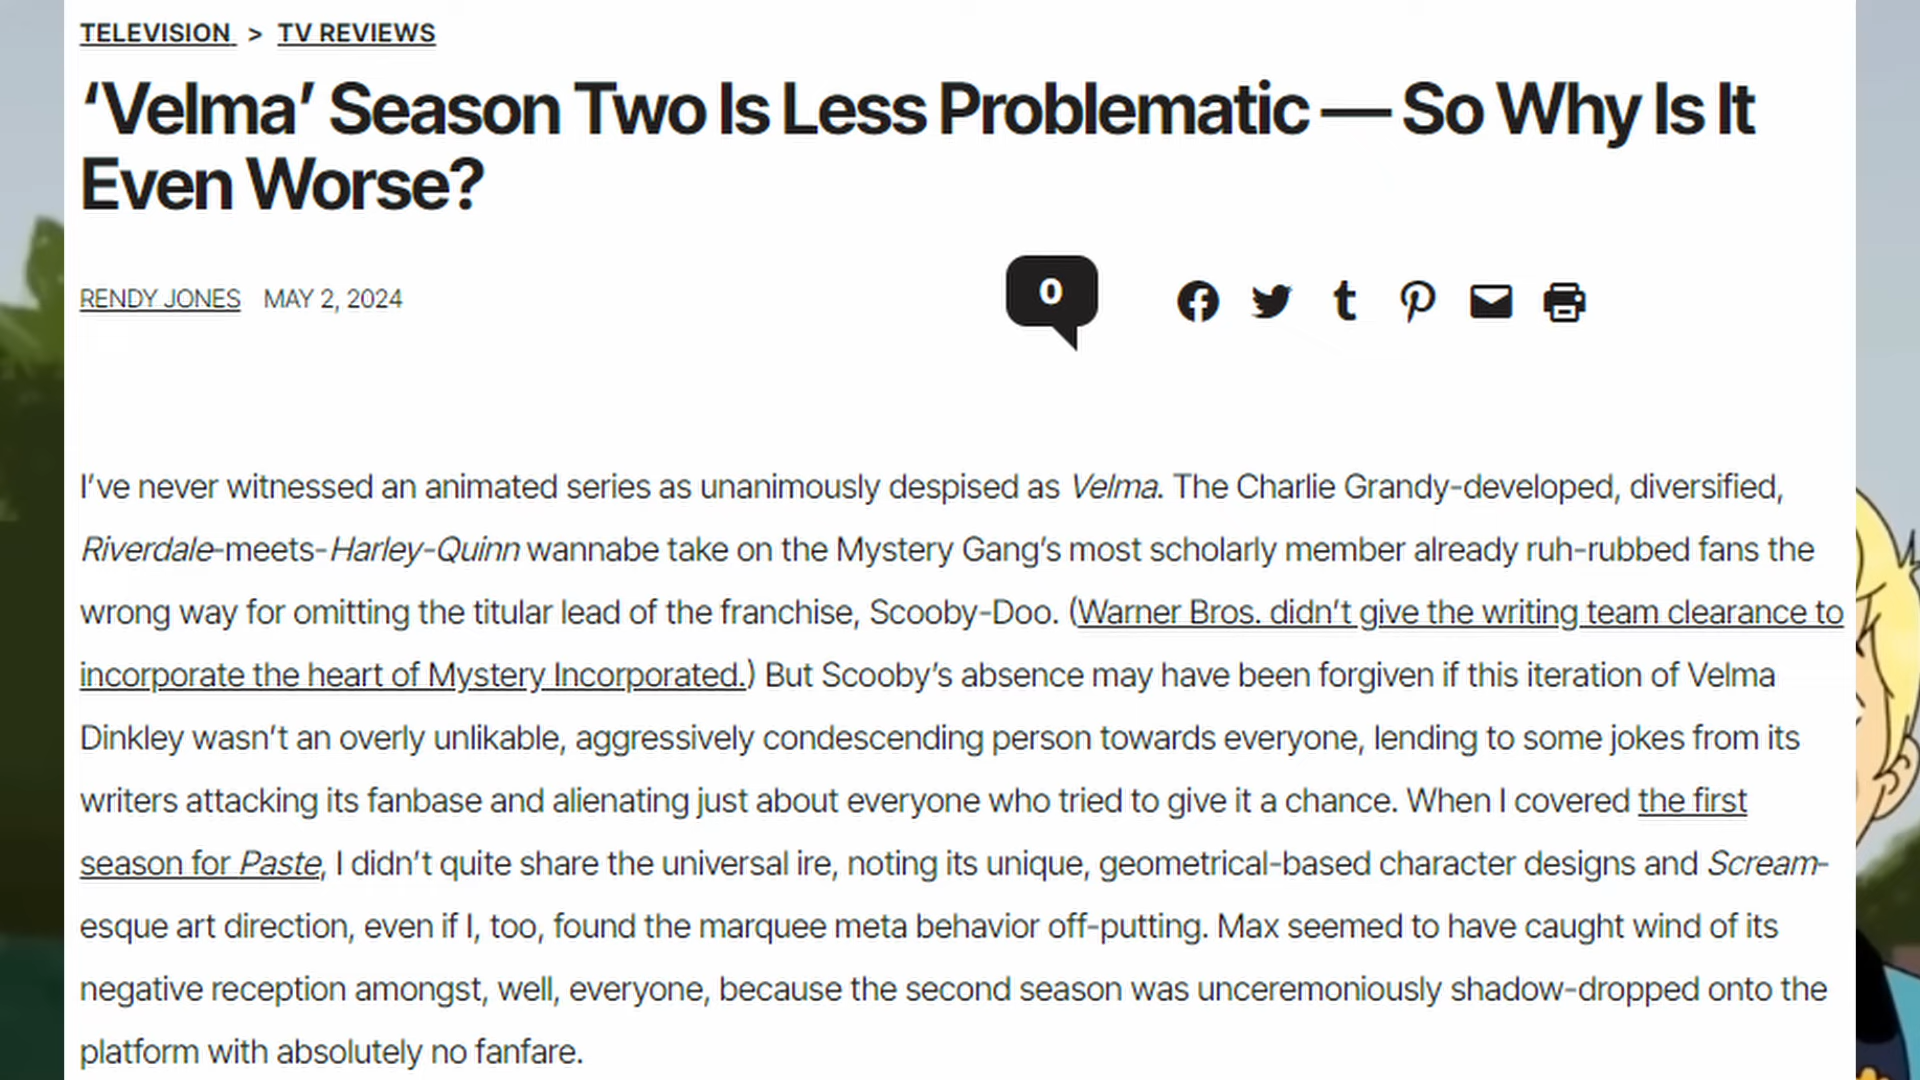 TELEVISION > TV REVIEWS
‘Velma’ Season Two Is Less Problematic — So Why Is It
Even Worse?
RENDY JONES MAY 2, 2024
0
I’ve never witnessed an animated series as unanimously despised as Velma. The Charlie Grandy-developed, diversified,
Riverdale-meets-Harley-Quinn wannabe take on the Mystery Gang’s most scholarly member already ruh-rubbed fans the
wrong way for omitting the titular lead of the franchise, Scooby-Doo. (Warner Bros. didn’t give the writing team clearance to
incorporate the heart of Mystery Incorporated.) But Scooby’s absence may have been forgiven if this iteration of Velma
Dinkley wasn’t an overly unlikable, aggressively condescending person towards everyone, lending to some jokes from its
writers attacking its fanbase and alienating just about everyone who tried to give it a chance. When I covered the first
season for Paste, I didn’t quite share the universal ire, noting its unique, geometrical-based character designs and Scream-
esque art direction, even if I, too, found the marquee meta behavior off-putting. Max seemed to have caught wind of its
negative reception amongst, well, everyone, because the second season was unceremoniously shadow-dropped onto the
platform with absolutely no fanfare.